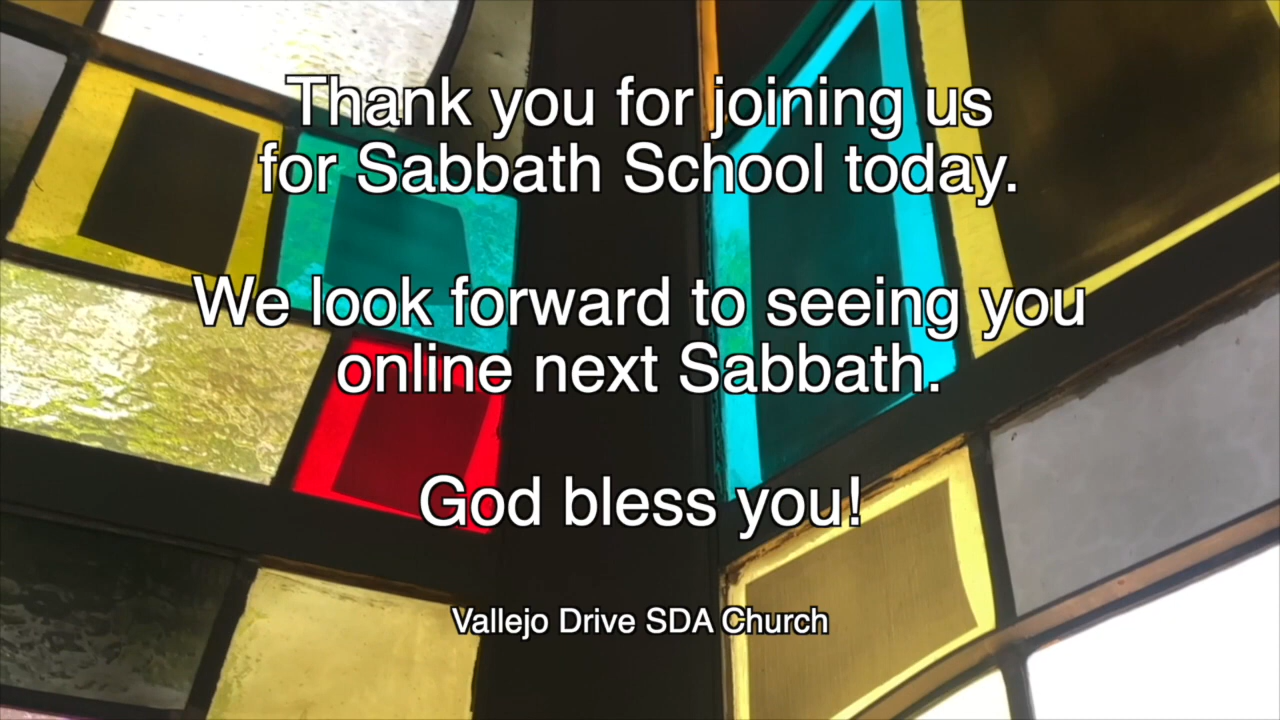 Thank you for joining us
for Sabbath School today.
We look forward to seeing you
online next Sabbath.
God bless you!
Vallejo Drive SDA Church